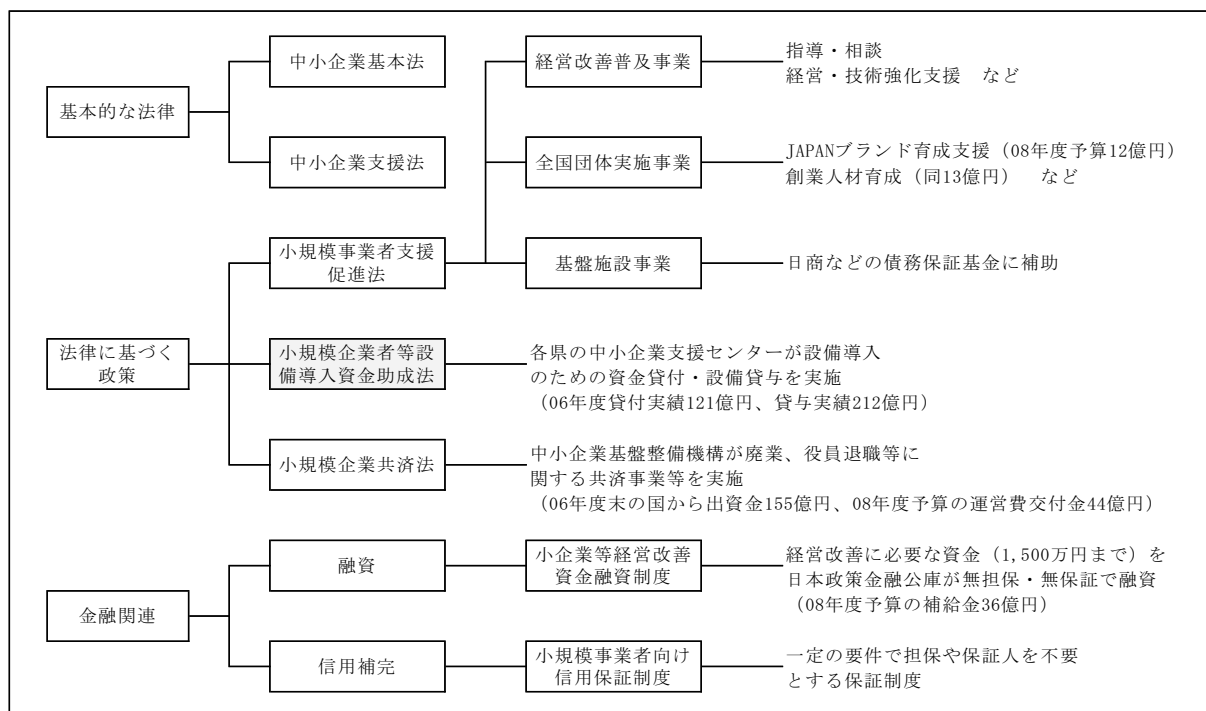 基本的な法律
中小企業基本法
中小企業支援法
法律に基づく
政策
小規模事業者支援
促進法
経営改善普及事業
指導・相談
経営・技術強化支援　など
全国団体実施事業
JAPANブランド育成支援（08年度予算12億円）
創業人材育成（同13億円）　など
基盤施設事業
日商などの債務保証基金に補助
小規模企業者等設
備導入資金助成法
各県の中小企業支援センターが設備導入
のための資金貸付・設備貸与を実施
（06年度貸付実績121億円、貸与実績212億円）
小規模企業共済法
中小企業基盤整備機構が廃業、役員退職等に
関する共済事業等を実施
（06年度末の国から出資金155億円、08年度予算の運営費交付金44億円）
金融関連
融資
小企業等経営改善
資金融資制度
経営改善に必要な資金（1,500万円まで）を
日本政策金融公庫が無担保・無保証で融資
（08年度予算の補給金36億円）
信用補完
小規模事業者向け
信用保証制度
一定の要件で担保や保証人を不要
とする保証制度